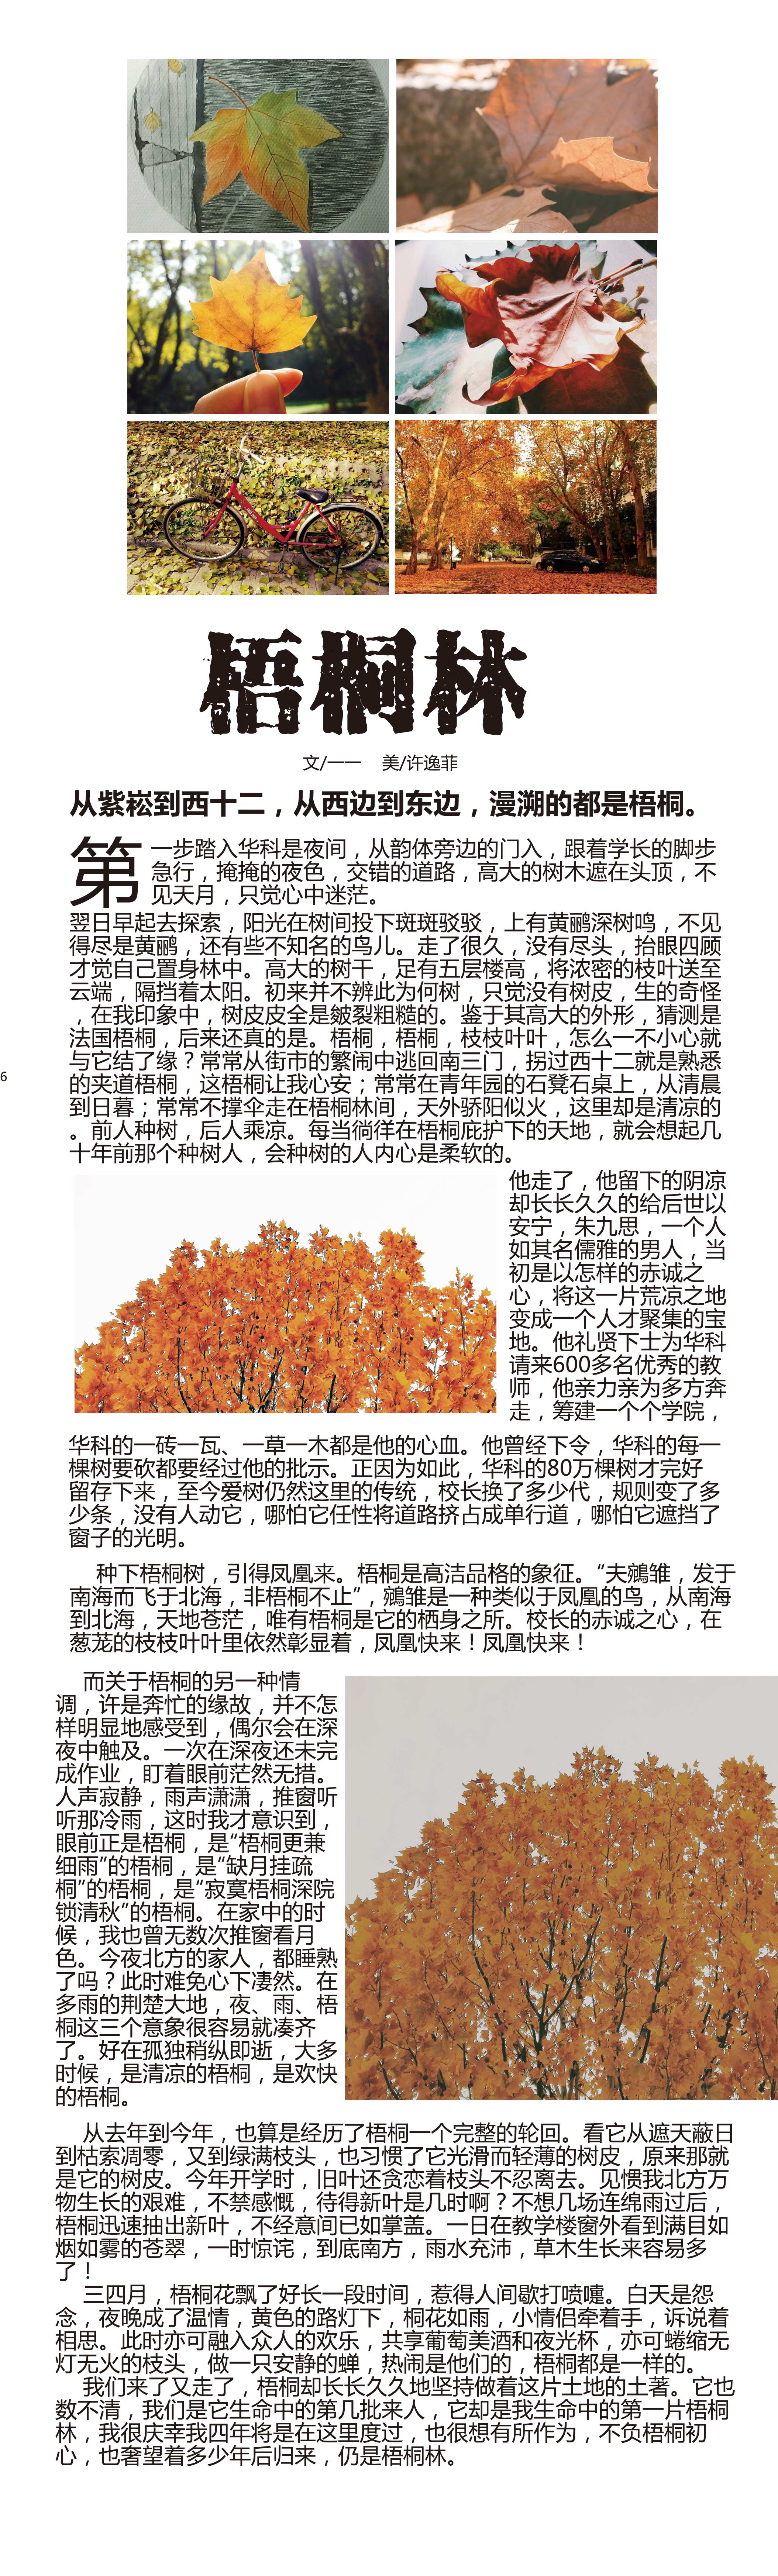 梧桐林
文/一一 美/许逸菲
从紫崧到西十二，从西边到东边，漫溯的都是梧桐。
第一步踏入华科是夜间，从韵体旁边的门入，跟着学长的脚步
急行，掩掩的夜色，交错的道路，高大的树木遮在头顶，不
见天月，只觉心中迷茫。
翌日早起去探索，阳光在树间投下斑斑驳驳，上有黄鹂深树鸣，不见
得尽是黄鹂，还有些不知名的鸟儿。走了很久，没有尽头，抬眼四顾
才觉自己置身林中。高大的树干，足有五层楼高，将浓密的枝叶送至
云端，隔挡着太阳。初来并不辨此为何树，只觉没有树皮，生的奇怪
，在我印象中，树皮皮全是皴裂粗糙的。鉴于其高大的外形，猜测是
法国梧桐，后来还真的是。梧桐，梧桐，枝枝叶叶，怎么一不小心就
与它结了缘？常常从街市的繁闹中逃回南三门，拐过西十二就是熟悉
的夹道梧桐，这梧桐让我心安；常常在青年园的石凳石桌上，从清晨
到日暮；常常不撑伞走在梧桐林间，天外骄阳似火，这里却是清凉的
。前人种树，后人乘凉。每当徜徉在梧桐庇护下的天地，就会想起几
十年前那个种树人，会种树的人内心是柔软的。
6
他走了，他留下的阴凉
却长长久久的给后世以
安宁，朱九思，一个人
如其名儒雅的男人，当
初是以怎样的赤诚之
心，将这一片荒凉之地
变成一个人才聚集的宝
地。他礼贤下士为华科
请来600多名优秀的教
师，他亲力亲为多方奔
走，筹建一个个学院，
华科的一砖一瓦、一草一木都是他的心血。他曾经下令，华科的每一
棵树要砍都要经过他的批示。正因为如此，华科的80万棵树才完好
留存下来，至今爱树仍然这里的传统，校长换了多少代，规则变了多
少条，没有人动它，哪怕它任性将道路挤占成单行道，哪怕它遮挡了
窗子的光明。
种下梧桐树，引得凤凰来。梧桐是高洁品格的象征。“夫鵷雏，发于
南海而飞于北海，非梧桐不止”，鵷雏是一种类似于凤凰的鸟，从南海
到北海，天地苍茫，唯有梧桐是它的栖身之所。校长的赤诚之心，在
葱茏的枝枝叶叶里依然彰显着，凤凰快来！凤凰快来！
而关于梧桐的另一种情
调，许是奔忙的缘故，并不怎
样明显地感受到，偶尔会在深
夜中触及。一次在深夜还未完
成作业，盯着眼前茫然无措。
人声寂静，雨声潇潇，推窗听
听那冷雨，这时我才意识到，
眼前正是梧桐，是“梧桐更兼
细雨”的梧桐，是“缺月挂疏
桐”的梧桐，是“寂寞梧桐深院
锁清秋”的梧桐。在家中的时
候，我也曾无数次推窗看月
色。今夜北方的家人，都睡熟
了吗？此时难免心下凄然。在
多雨的荆楚大地，夜、雨、梧
桐这三个意象很容易就凑齐
了。好在孤独稍纵即逝，大多
时候，是清凉的梧桐，是欢快
的梧桐。
从去年到今年，也算是经历了梧桐一个完整的轮回。看它从遮天蔽日
到枯索凋零，又到绿满枝头，也习惯了它光滑而轻薄的树皮，原来那就
是它的树皮。今年开学时，旧叶还贪恋着枝头不忍离去。见惯我北方万
物生长的艰难，不禁感慨，待得新叶是几时啊？不想几场连绵雨过后，
梧桐迅速抽出新叶，不经意间已如掌盖。一日在教学楼窗外看到满目如
烟如雾的苍翠，一时惊诧，到底南方，雨水充沛，草木生长来容易多
了！
三四月，梧桐花飘了好长一段时间，惹得人间歇打喷嚏。白天是怨
念，夜晚成了温情，黄色的路灯下，桐花如雨，小情侣牵着手，诉说着
相思。此时亦可融入众人的欢乐，共享葡萄美酒和夜光杯，亦可蜷缩无
灯无火的枝头，做一只安静的蝉，热闹是他们的，梧桐都是一样的。
我们来了又走了，梧桐却长长久久地坚持做着这片土地的土著。它也
数不清，我们是它生命中的第几批来人，它却是我生命中的第一片梧桐
林，我很庆幸我四年将是在这里度过，也很想有所作为，不负梧桐初
心，也奢望着多少年后归来，仍是梧桐林。